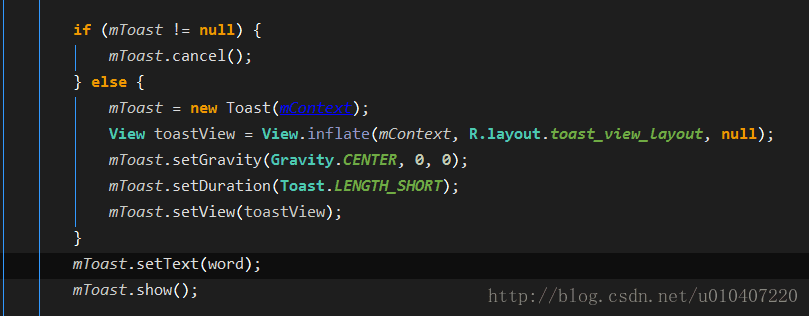 if (mToast != null) {
mToast.cancel();
} else {
mToast = new Toast(mContext);
View toastView = View.inflate(mContext, R.layout.toast_view_layout, null);
mToast.setGravity(Gravity.CENTER, 0, 0);
mToast.setDuration(Toast.LENGTH_SHORT);
mToast.setView(toastView);
}
mToast.setText(word);
mToast.show();
http://blog.csdn.net/u010407220